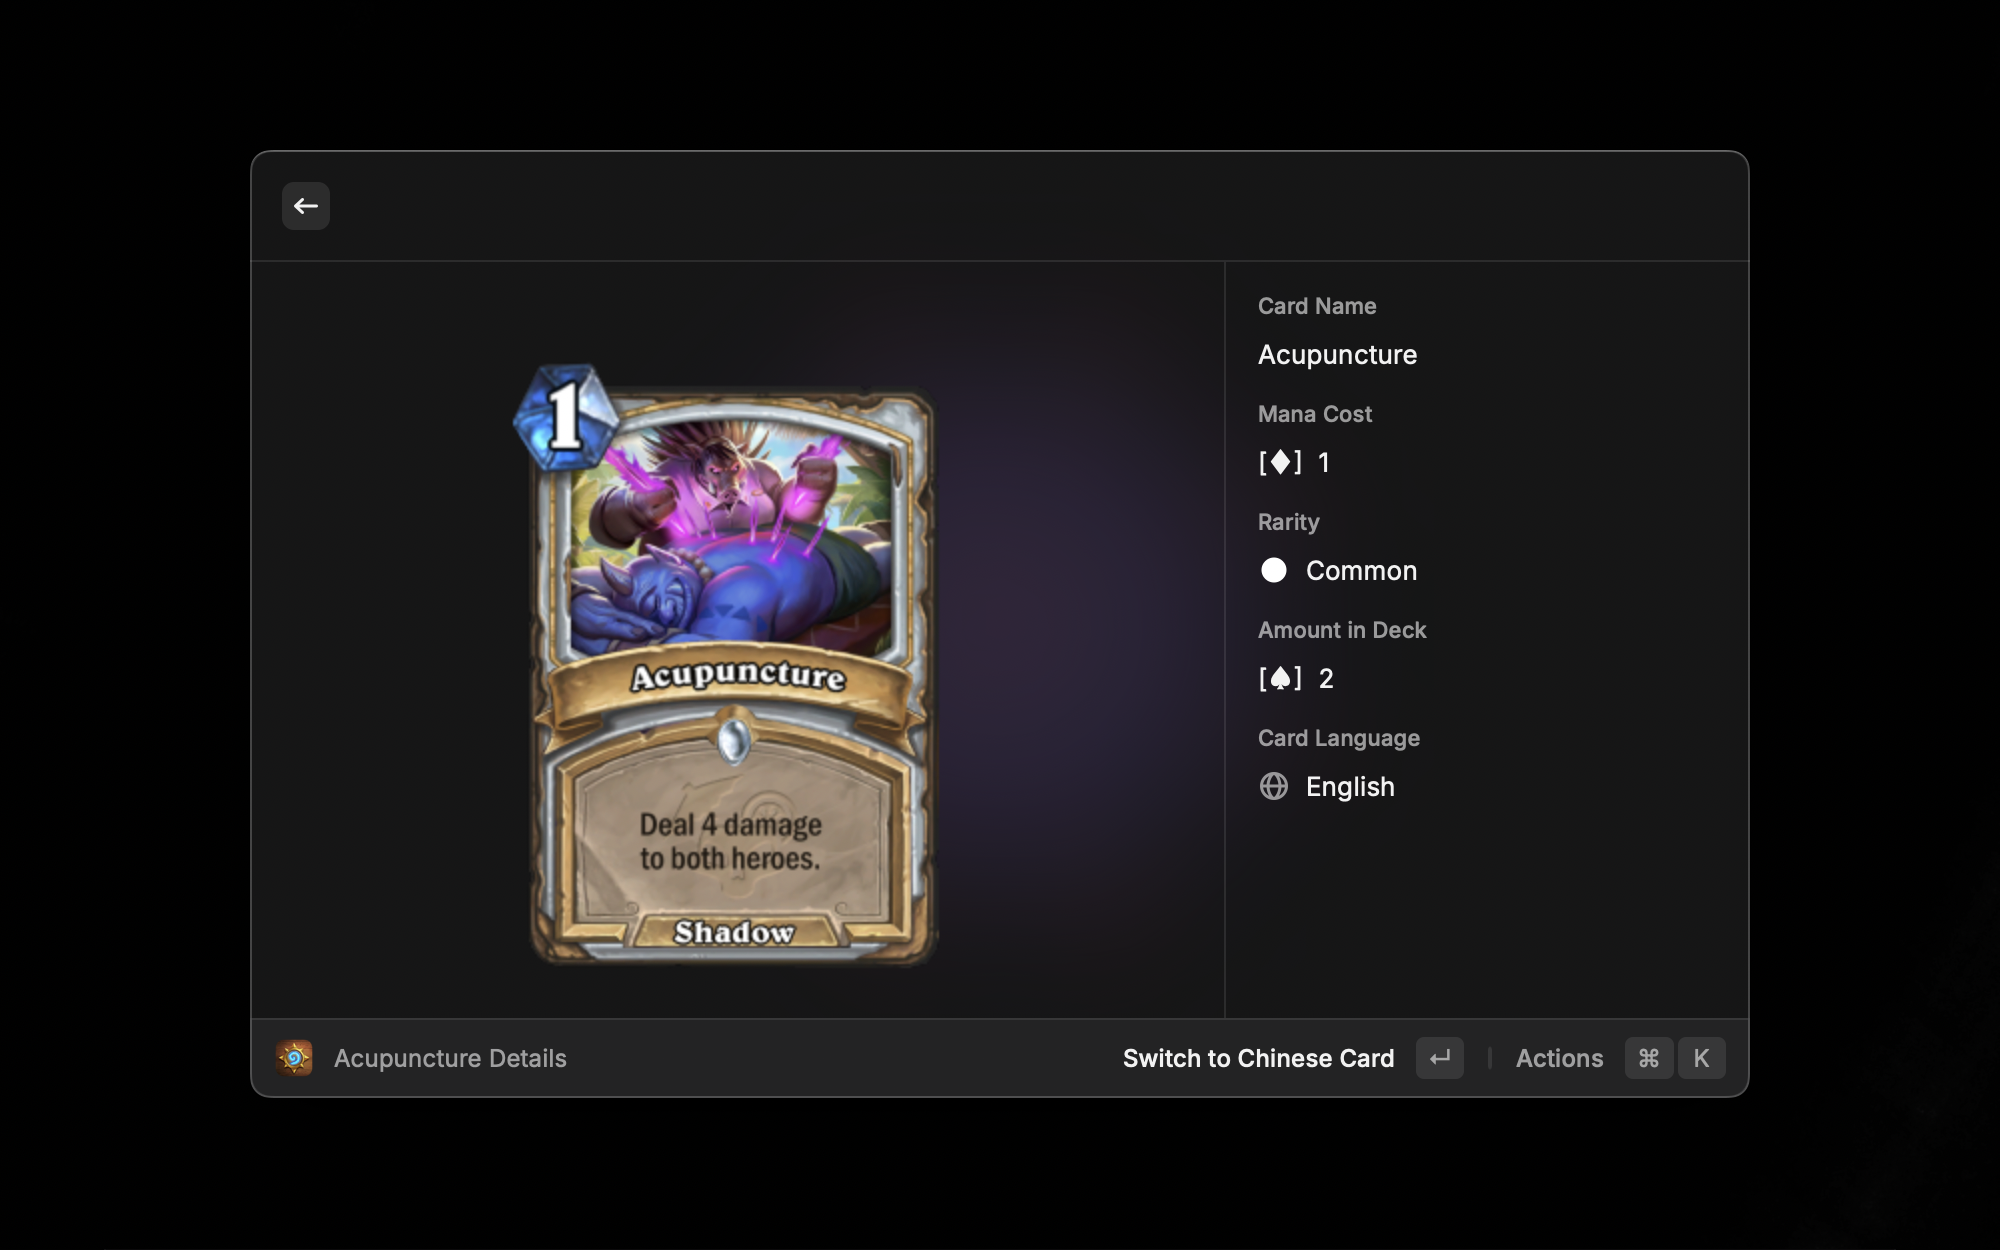 1
Acupuncture
Deal 4 damage
to both heroes.
Shadow
Card Name
Acupuncture
Mana Cost
[♦] 1
Rarity
Common
Amount in Deck
[♠] 2
Card Language
English
Acupuncture Details
Switch to Chinese Card ↵ | Actions ⌘ K